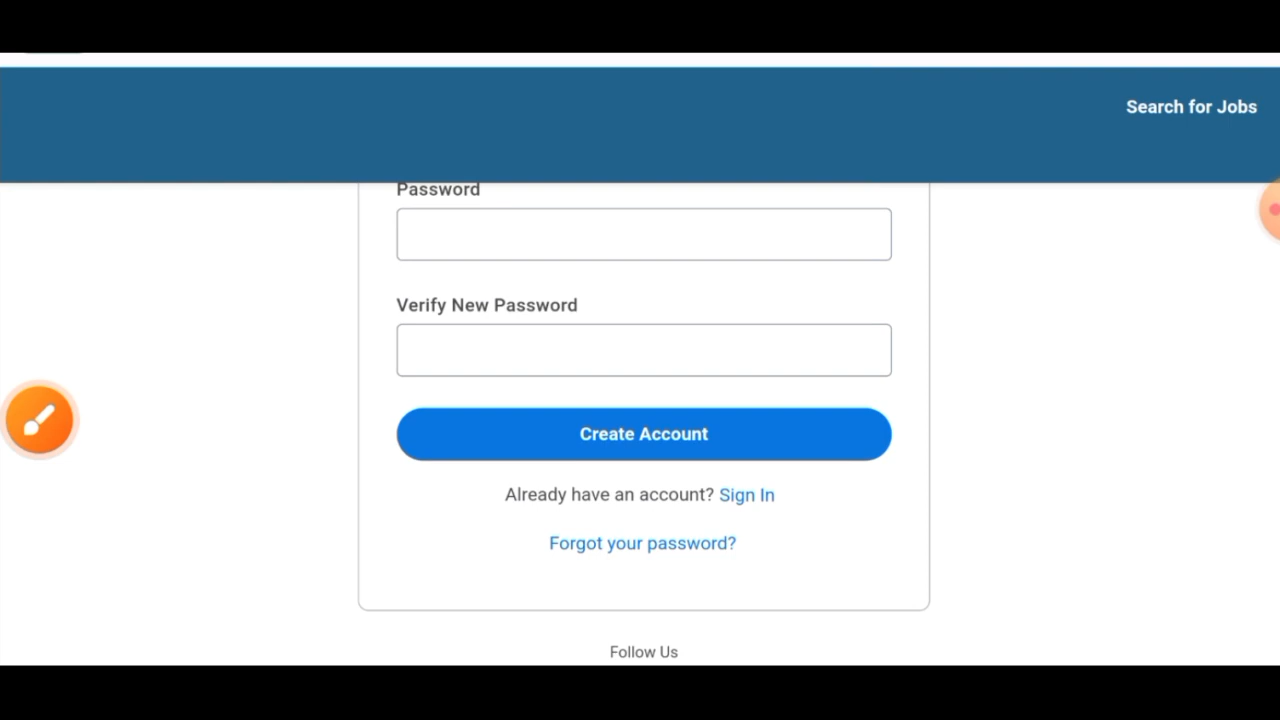 Search for Jobs
Password
Verify New Password
Create Account
Already have an account? Sign In
Forgot your password?
Follow Us